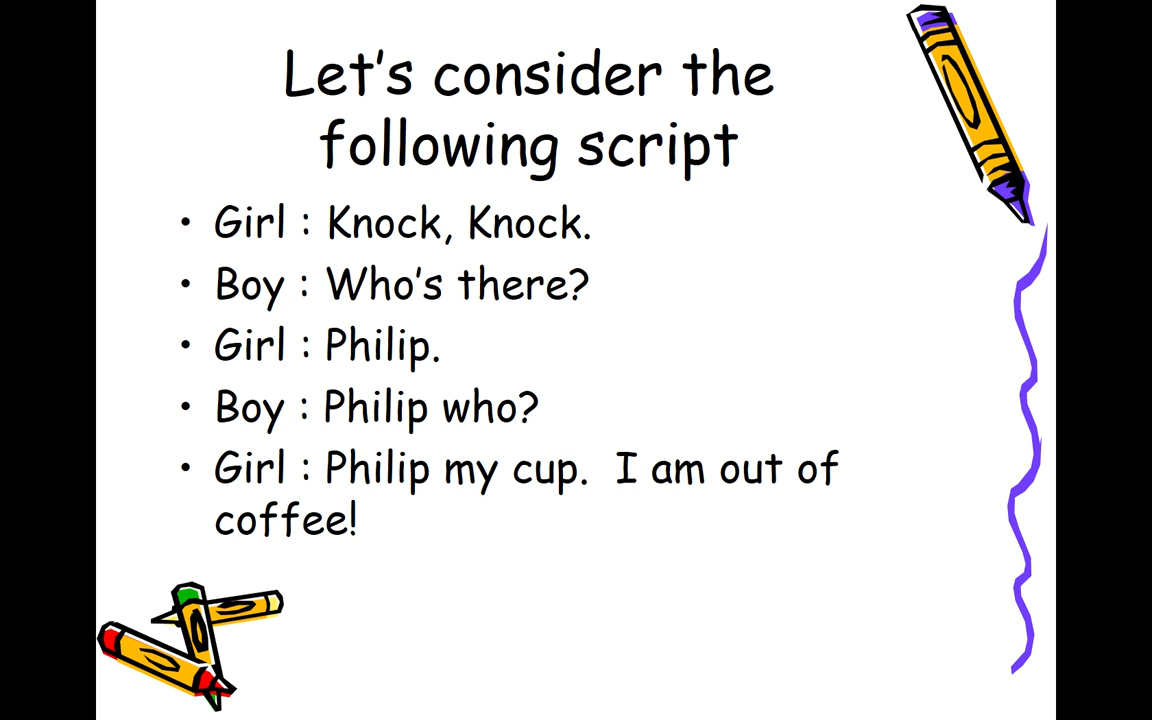 Let's consider the
following script
• Girl : Knock, Knock.
• Boy : Who's there?
• Girl : Philip.
• Boy : Philip who?
• Girl : Philip my cup.  I am out of
coffee!